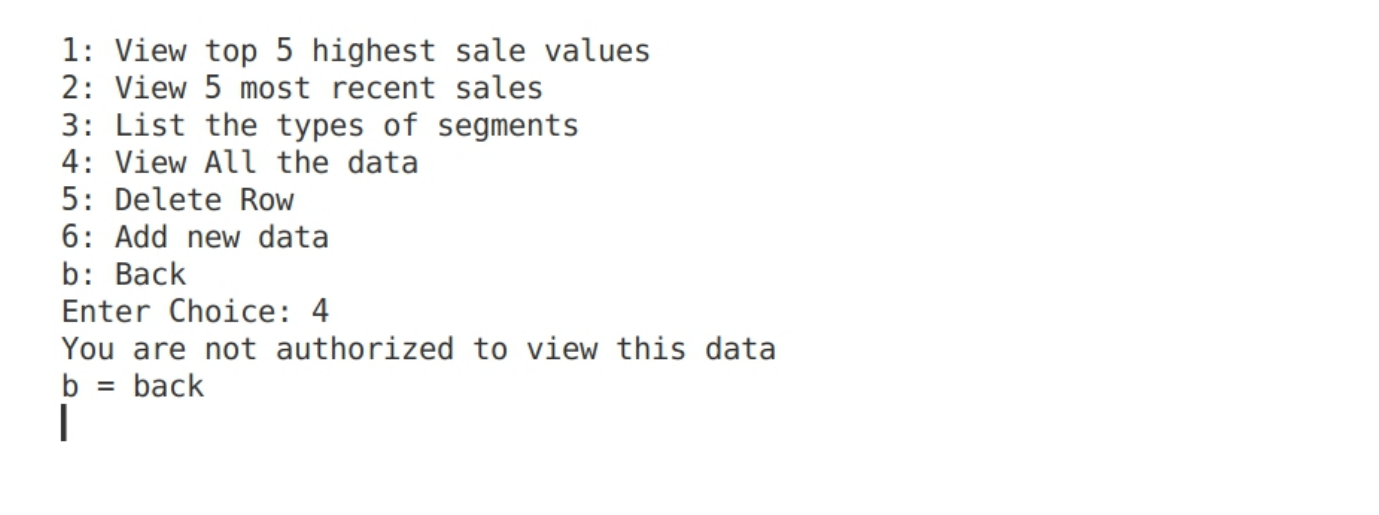 1: View top 5 highest sale values
2: View 5 most recent sales
3: List the types of segments
4: View All the data
5: Delete Row
6: Add new data
b: Back
Enter Choice: 4
You are not authorized to view this data
b = back